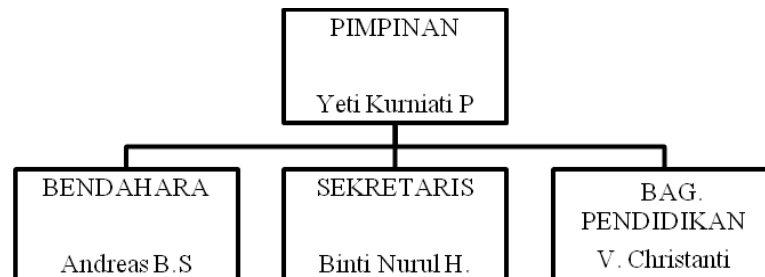 PIMPINAN
Yeti Kurniati P
BENDAHARA
Andreas B.S
SEKRETARIS
Binti Nurul H.
BAG.
PENDIDIKAN
V. Christanti